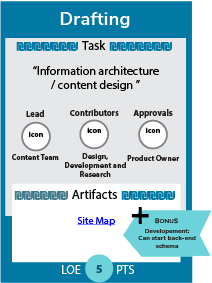 Drafting
Task
“Information architecture
/ content design ”
Lead
Contributors
Approvals
icon
icon
icon
Content Team
Design,
Development and
Research
Product Owner
Artifacts
Site Map
+ BONUS
Developement:
Can start back-end
schema
LOE 5 PTS